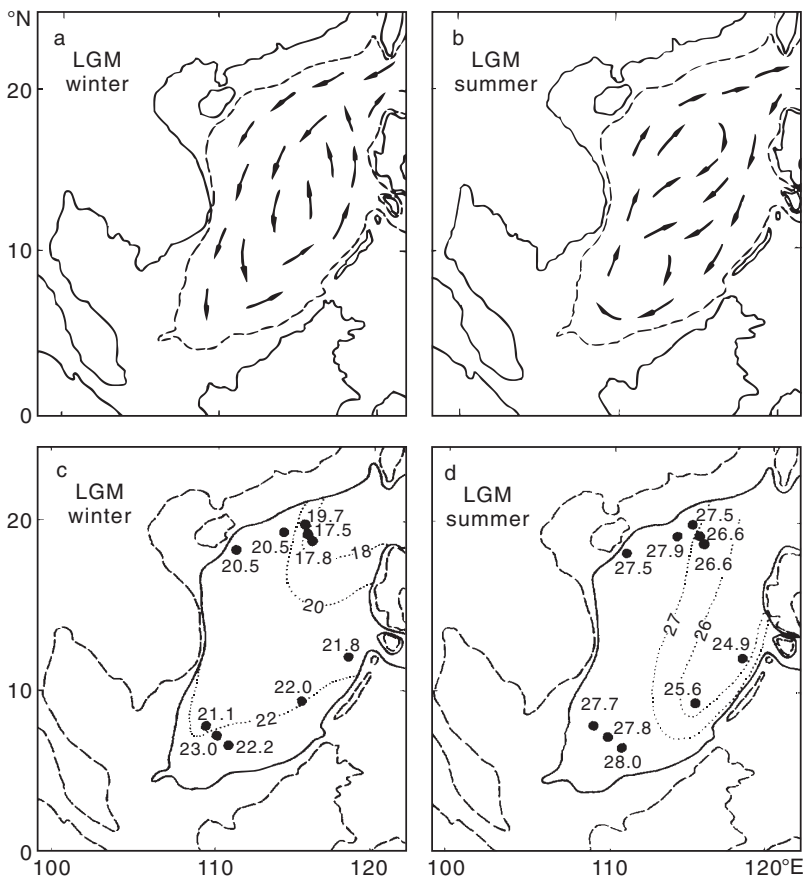 °N
a
LGM
winter
b
LGM
summer
20
10
0
c
LGM
winter
d
LGM
summer
20
10
0
19.7
17.5
20.5
20.5
17.8
18
20
21.8
22.0
21.1
22
23.0
22.2
27.5
26.6
27.9
27.5
26.6
27
26
24.9
25.6
27.7
27.8
28.0
100
110
120
100
110
120°E